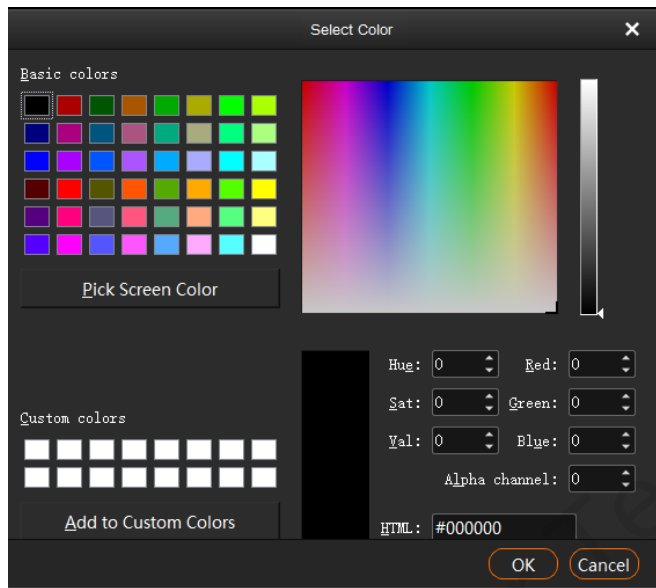 Select Color
Basic colors
Pick Screen Color
Custom colors
Add to Custom Colors
Hue: 0 Red: 0
Sat: 0 Green: 0
Val: 0 Blue: 0
Alpha channel: 0
HTML: #000000
OK Cancel